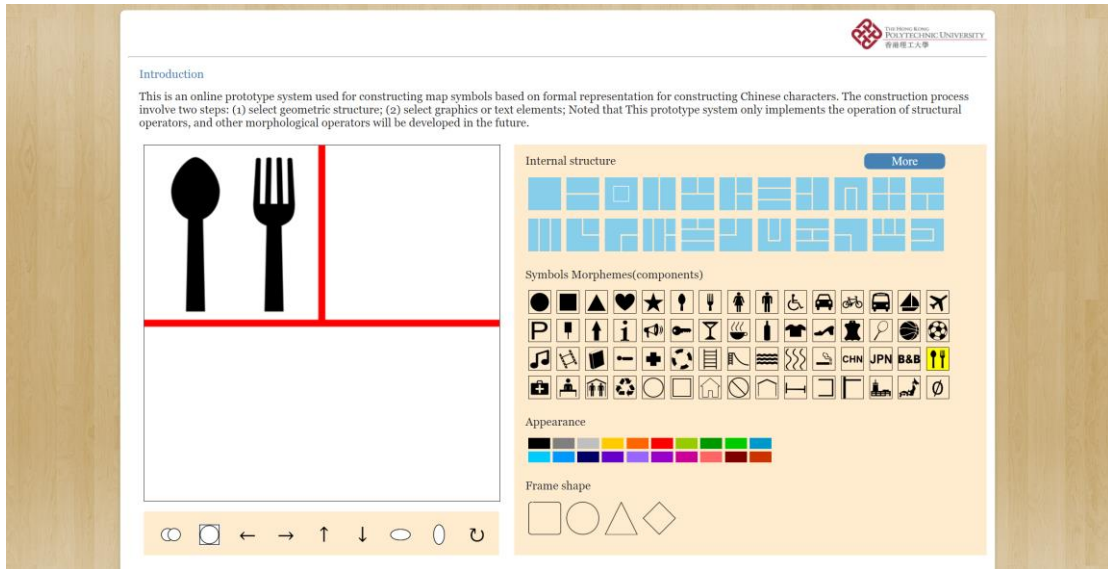 THE HONG KONG
POLYTECHNIC UNIVERSITY
香港理工大學
Introduction
This is an online prototype system used for constructing map symbols based on formal representation for constructing Chinese characters. The construction process
involve two steps: (1) select geometric structure; (2) select graphics or text elements; Noted that This prototype system only implements the operation of structural
operators, and other morphological operators will be developed in the future.
Internal structure
More
Symbols Morphemes(components)
P
i
CHN JPN B&B
Appearance
Frame shape